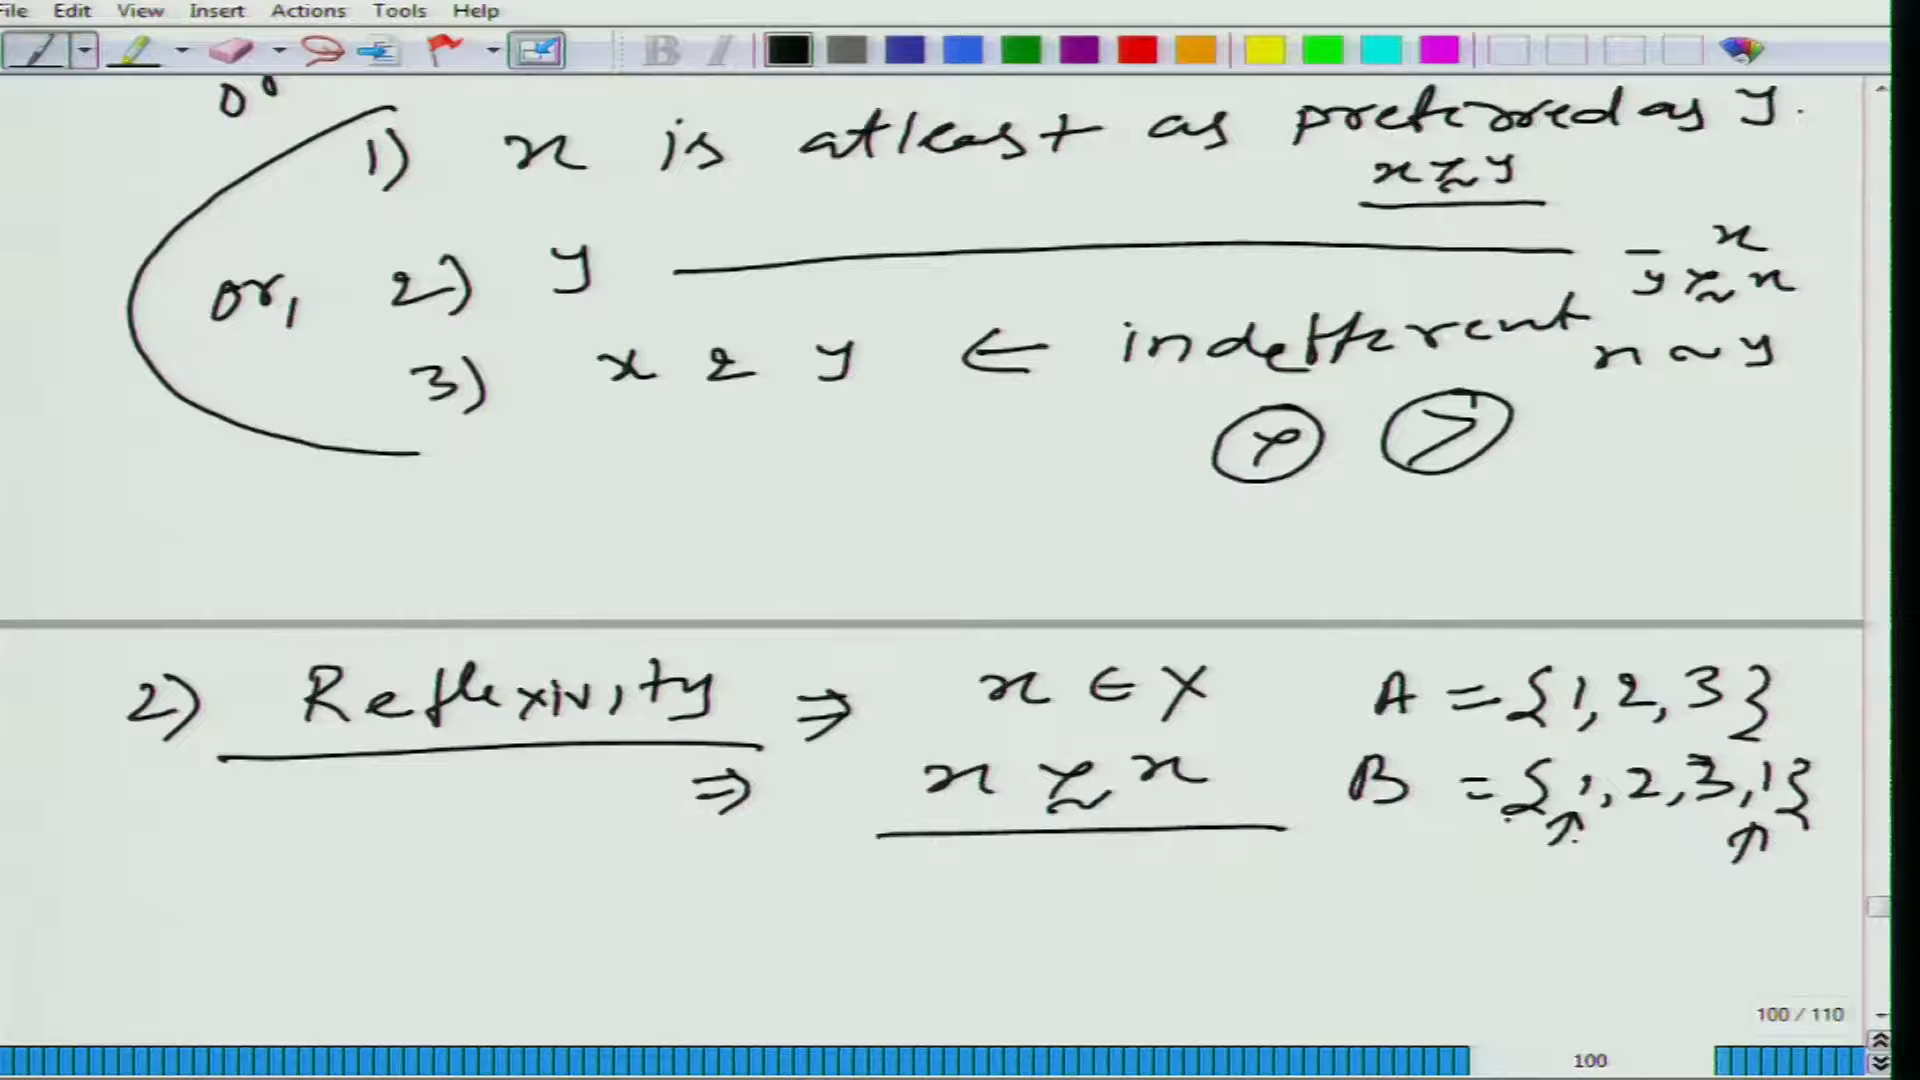 File Edit View Insert Actions Tools Help
B I
1) x is atleast as preferred as y.
x ≿ y
or, 2) y ———— x
y ≿ x
3) x & y ← indefferent x ~ y
≻ >
2) Reflexivity ⇒ x ∈ X A = {1, 2, 3}
⇒ x ≿ x B = {1, 2, 3, 1}
100 / 110
100